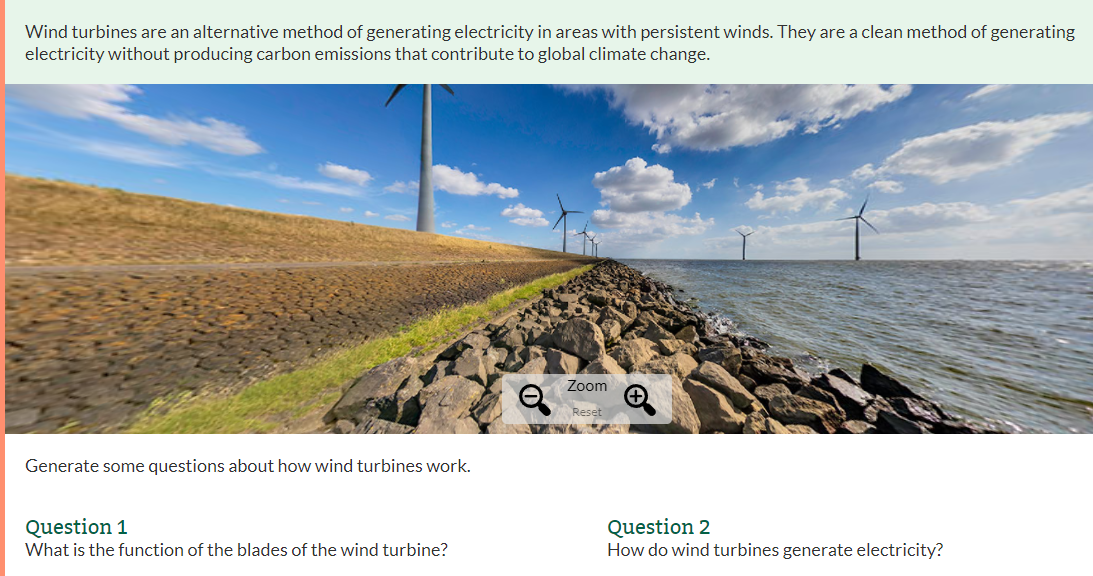 Wind turbines are an alternative method of generating electricity in areas with persistent winds. They are a clean method of generating
electricity without producing carbon emissions that contribute to global climate change.
Zoom
Reset
Generate some questions about how wind turbines work.
Question 1
What is the function of the blades of the wind turbine?
Question 2
How do wind turbines generate electricity?